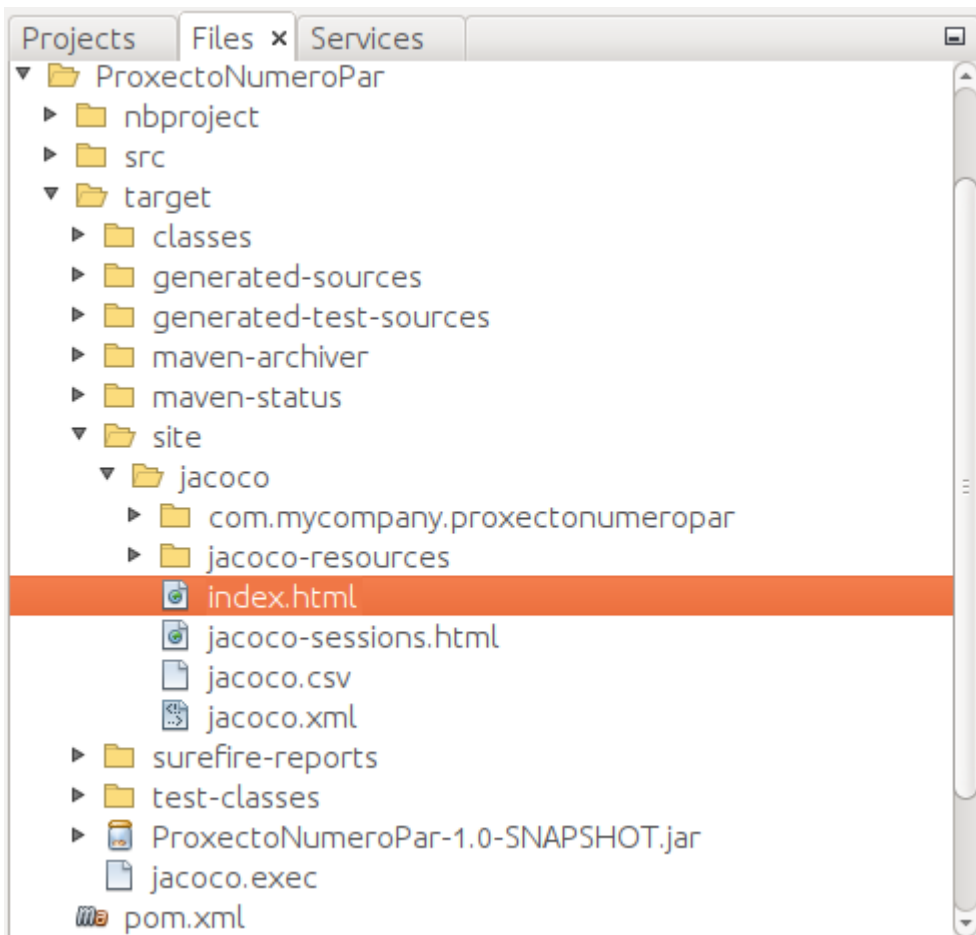 Projects Files × Services
ProxectoNumeroPar
nbproject
src
target
classes
generated-sources
generated-test-sources
maven-archiver
maven-status
site
jacoco
com.mycompany.proxectonumeropar
jacoco-resources
index.html
jacoco-sessions.html
jacoco.csv
jacoco.xml
surefire-reports
test-classes
ProxectoNumeroPar-1.0-SNAPSHOT.jar
jacoco.exec
pom.xml